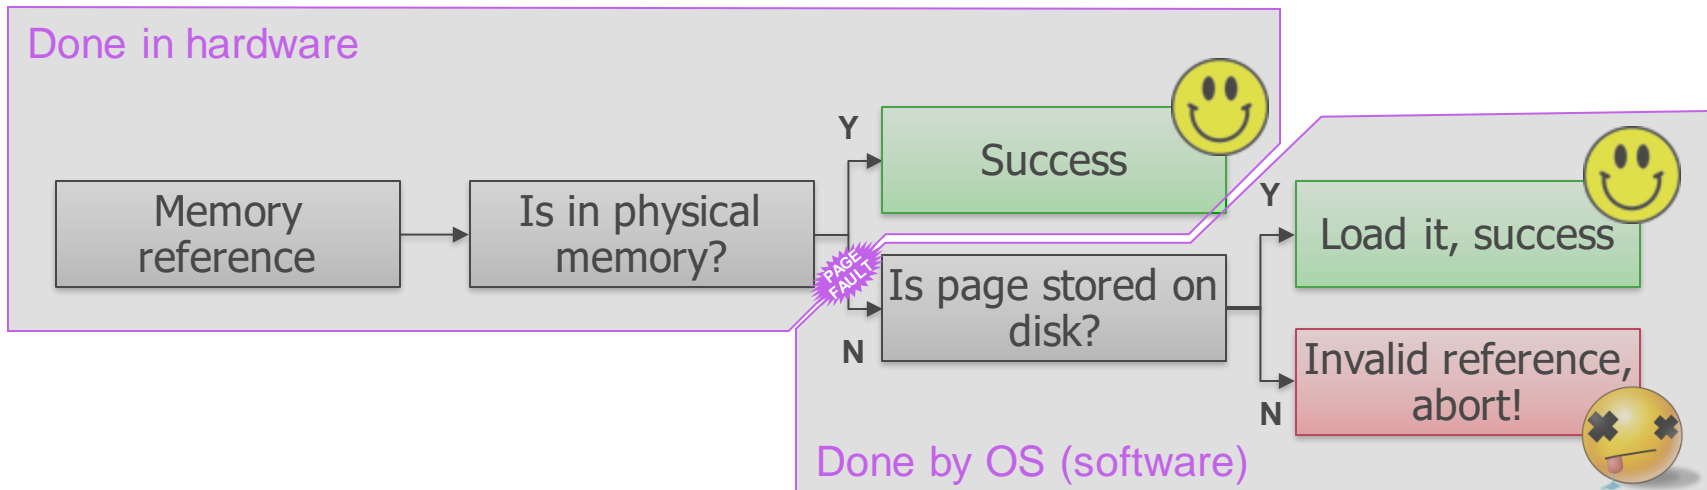 Done in hardware
Memory
reference
Is in physical
memory?
Y
Success
PAGE
FAULT
N
Is page stored on
disk?
Y
Load it, success
N
Invalid reference,
abort!
Done by OS (software)